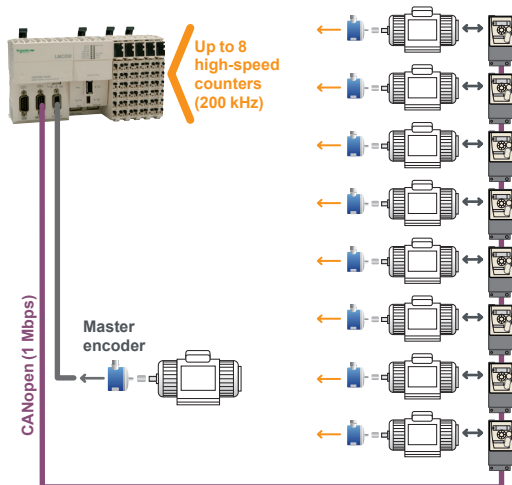 Up to 8
high-speed
counters
(200 kHz)
Master
encoder
CANopen (1 Mbps)